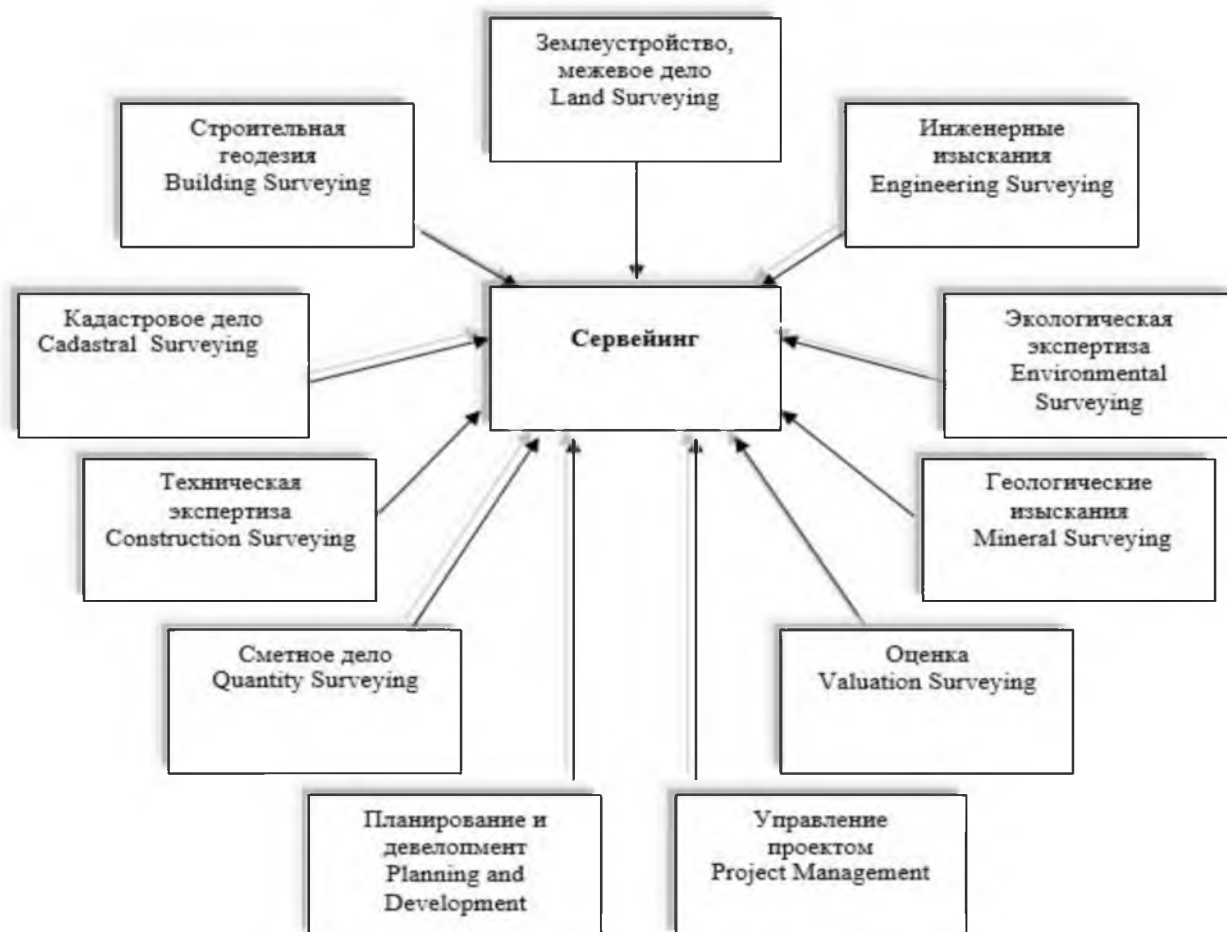 Землеустройство,
межевое дело
Land Surveying
Строительная
геодезия
Building Surveying
Инженерные
изыскания
Engineering Surveying
Кадастровое дело
Cadastral Surveying
Сервейинг
Экологическая
экспертиза
Environmental
Surveying
Техническая
экспертиза
Construction Surveying
Геологические
изыскания
Mineral Surveying
Сметное дело
Quantity Surveying
Оценка
Valuation Surveying
Планирование и
девелопмент
Planning and
Development
Управление
проектом
Project Management